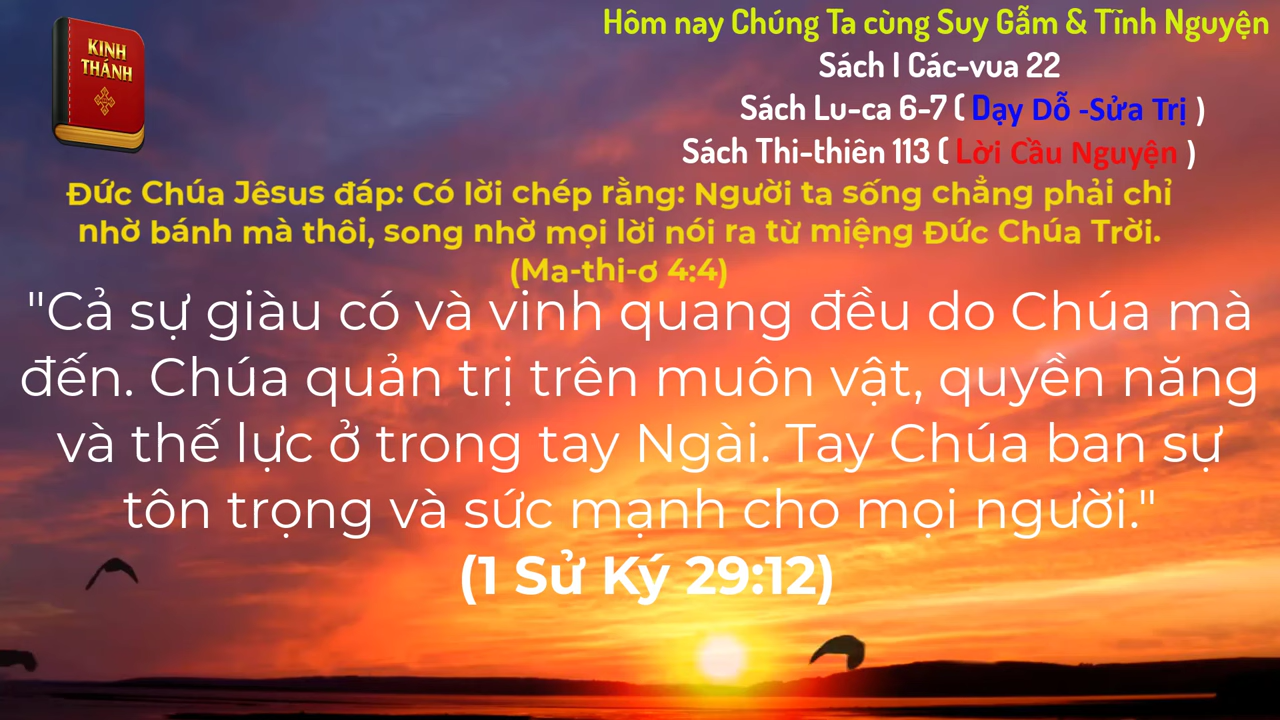 KINH
THÁNH
Hôm nay Chúng Ta cùng Suy Gẫm & Tĩnh Nguyện
Sách I Các-vua 22
Sách Lu-ca 6-7 ( Dạy Dỗ -Sửa Trị )
Sách Thi-thiên 113 ( Lời Cầu Nguyện )
Đức Chúa Jêsus đáp: Có lời chép rằng: Người ta sống chẳng phải chỉ
nhờ bánh mà thôi, song nhờ mọi lời nói ra từ miệng Đức Chúa Trời.
(Ma-thi-ơ 4:4)
"Cả sự giàu có và vinh quang đều do Chúa mà
đến. Chúa quản trị trên muôn vật, quyền năng
và thế lực ở trong tay Ngài. Tay Chúa ban sự
tôn trọng và sức mạnh cho mọi người."
(1 Sử Ký 29:12)